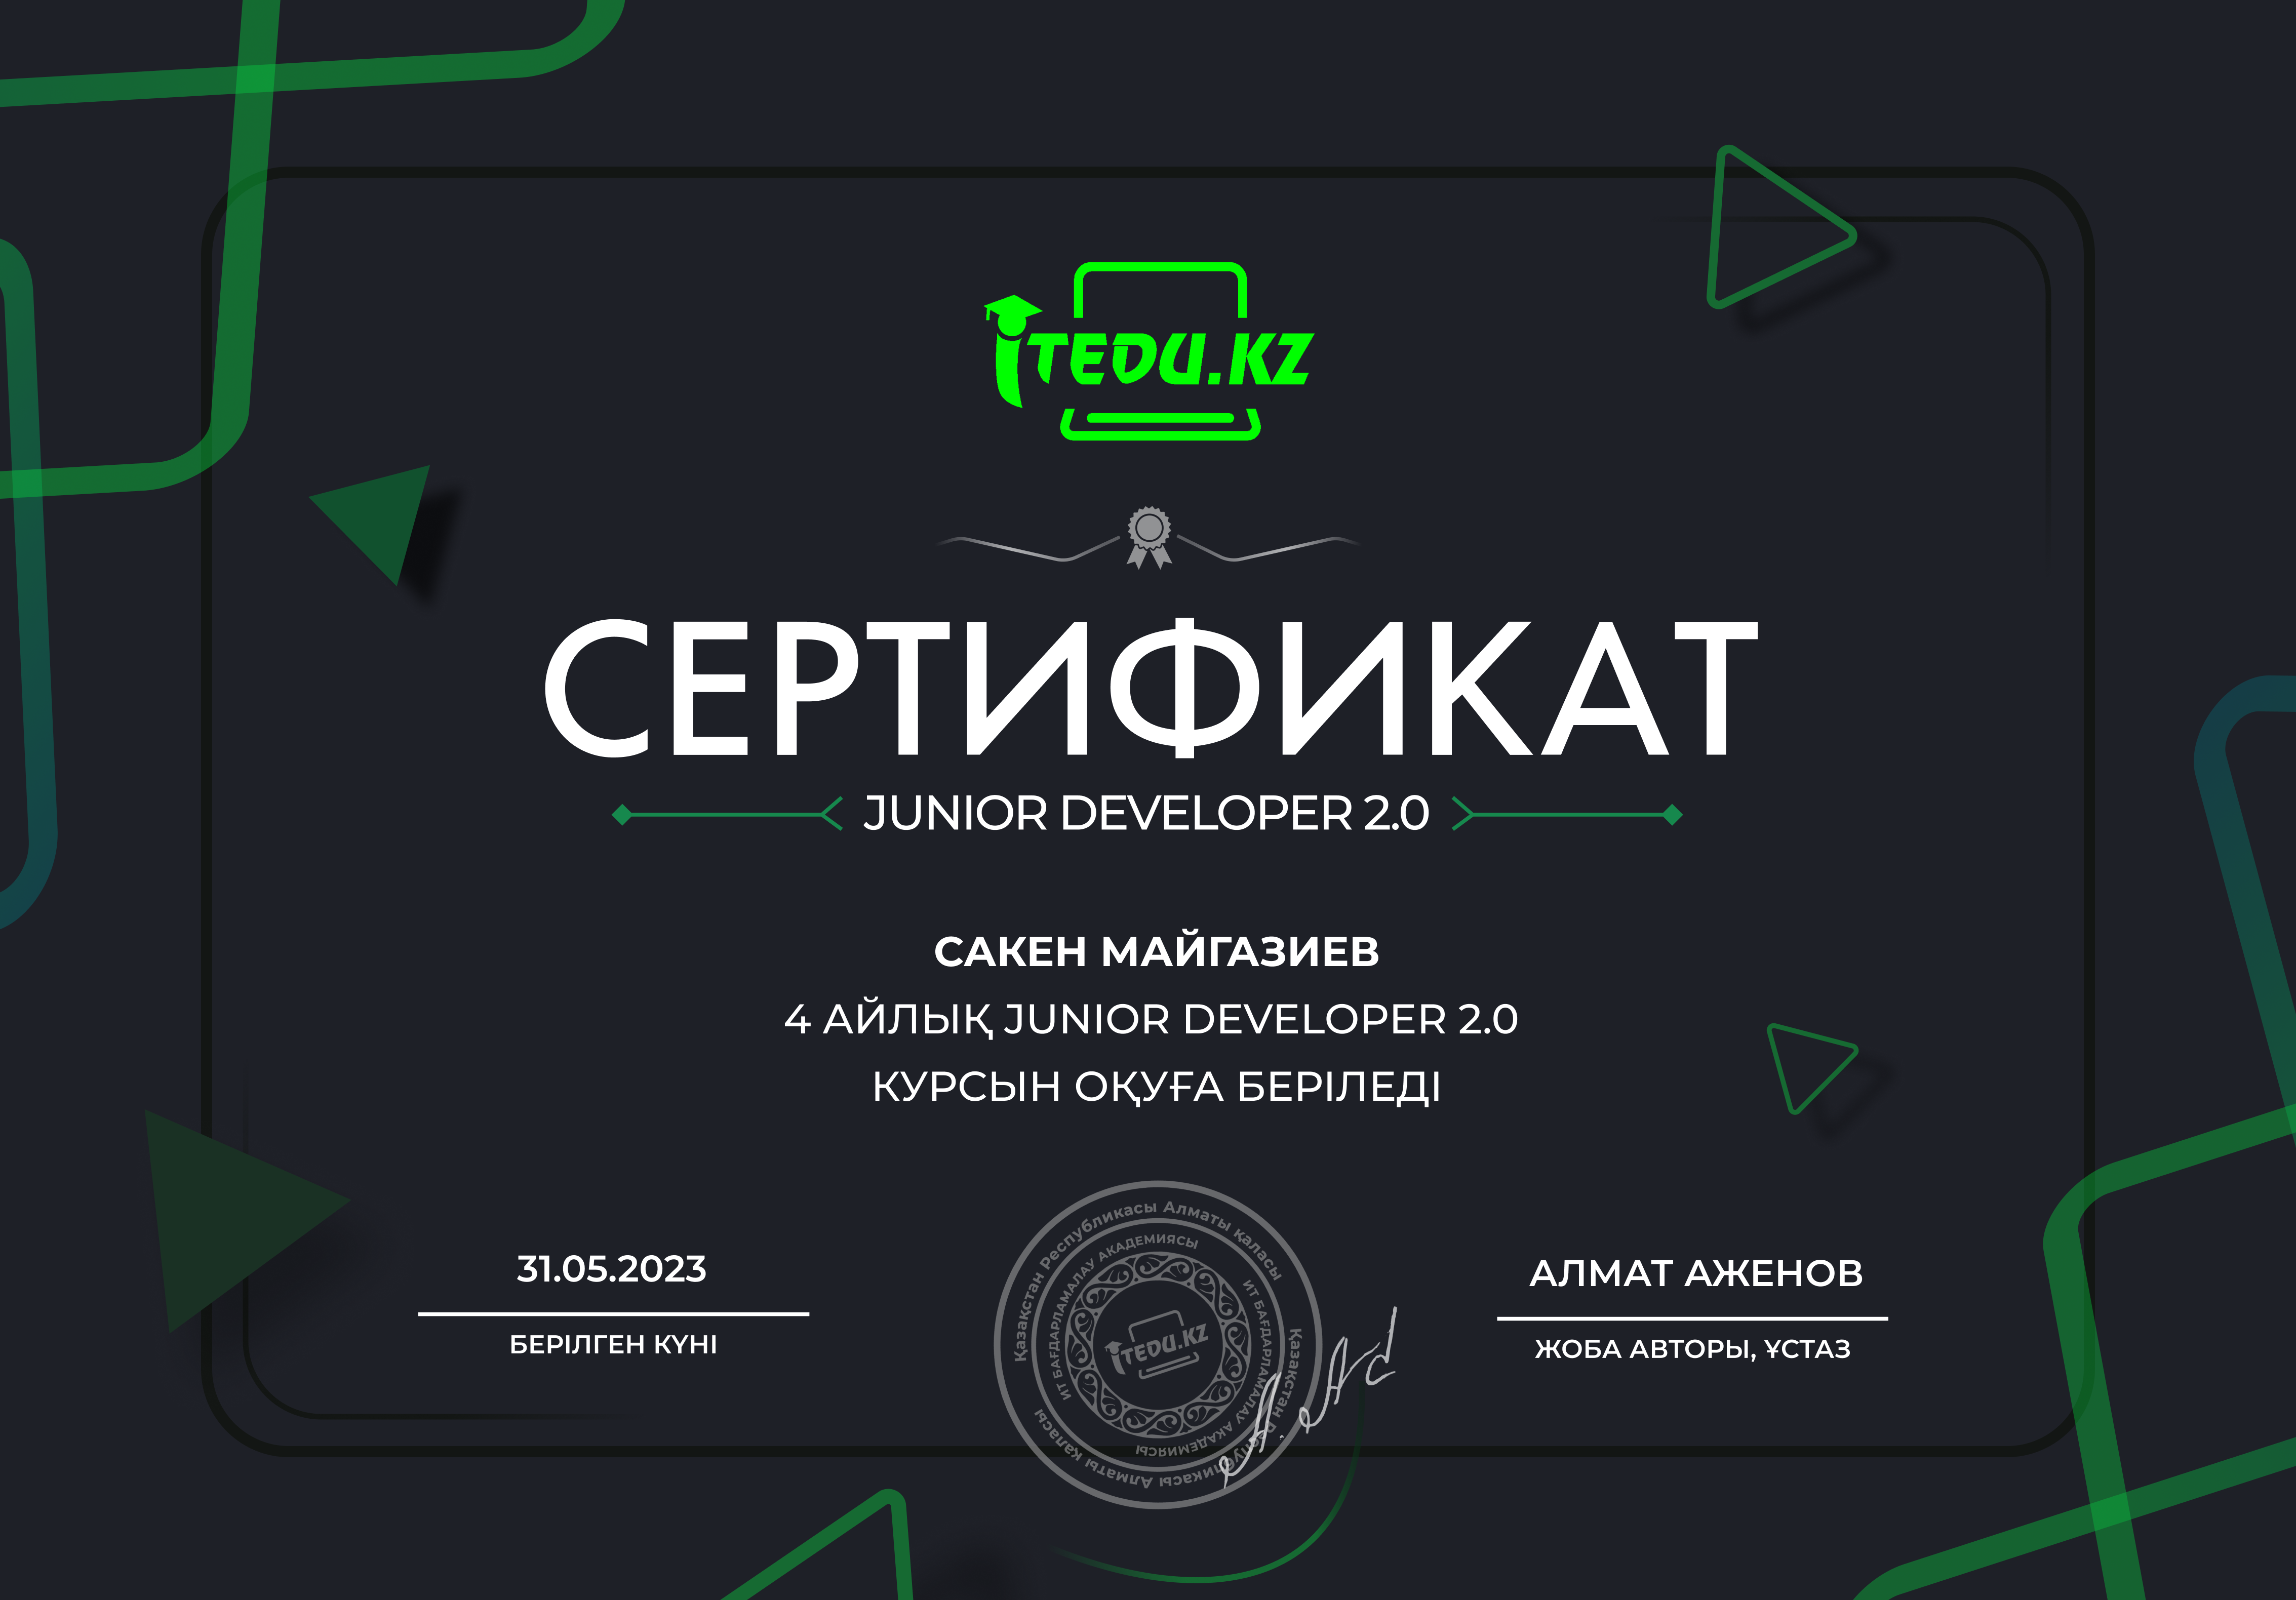 iTEDU.KZ
СЕРТИФИКАТ
JUNIOR DEVELOPER 2.0
САКЕН МАЙГАЗИЕВ
4 АЙЛЫҚ JUNIOR DEVELOPER 2.0
КУРСЫН ОҚУҒА БЕРІЛЕДІ
31.05.2023
БЕРІЛГЕН КҮНІ
Қазақстан Республикасы Алматы қаласы
Қазақстан Республикасы Алматы қаласы
ИТ БАҒДАРЛАМАЛАУ АКАДЕМИЯСЫ
ИТ БАҒДАРЛАМАЛАУ АКАДЕМИЯСЫ
iTEDU.KZ
АЛМАТ АЖЕНОВ
ЖОБА АВТОРЫ, ҰСТАЗ